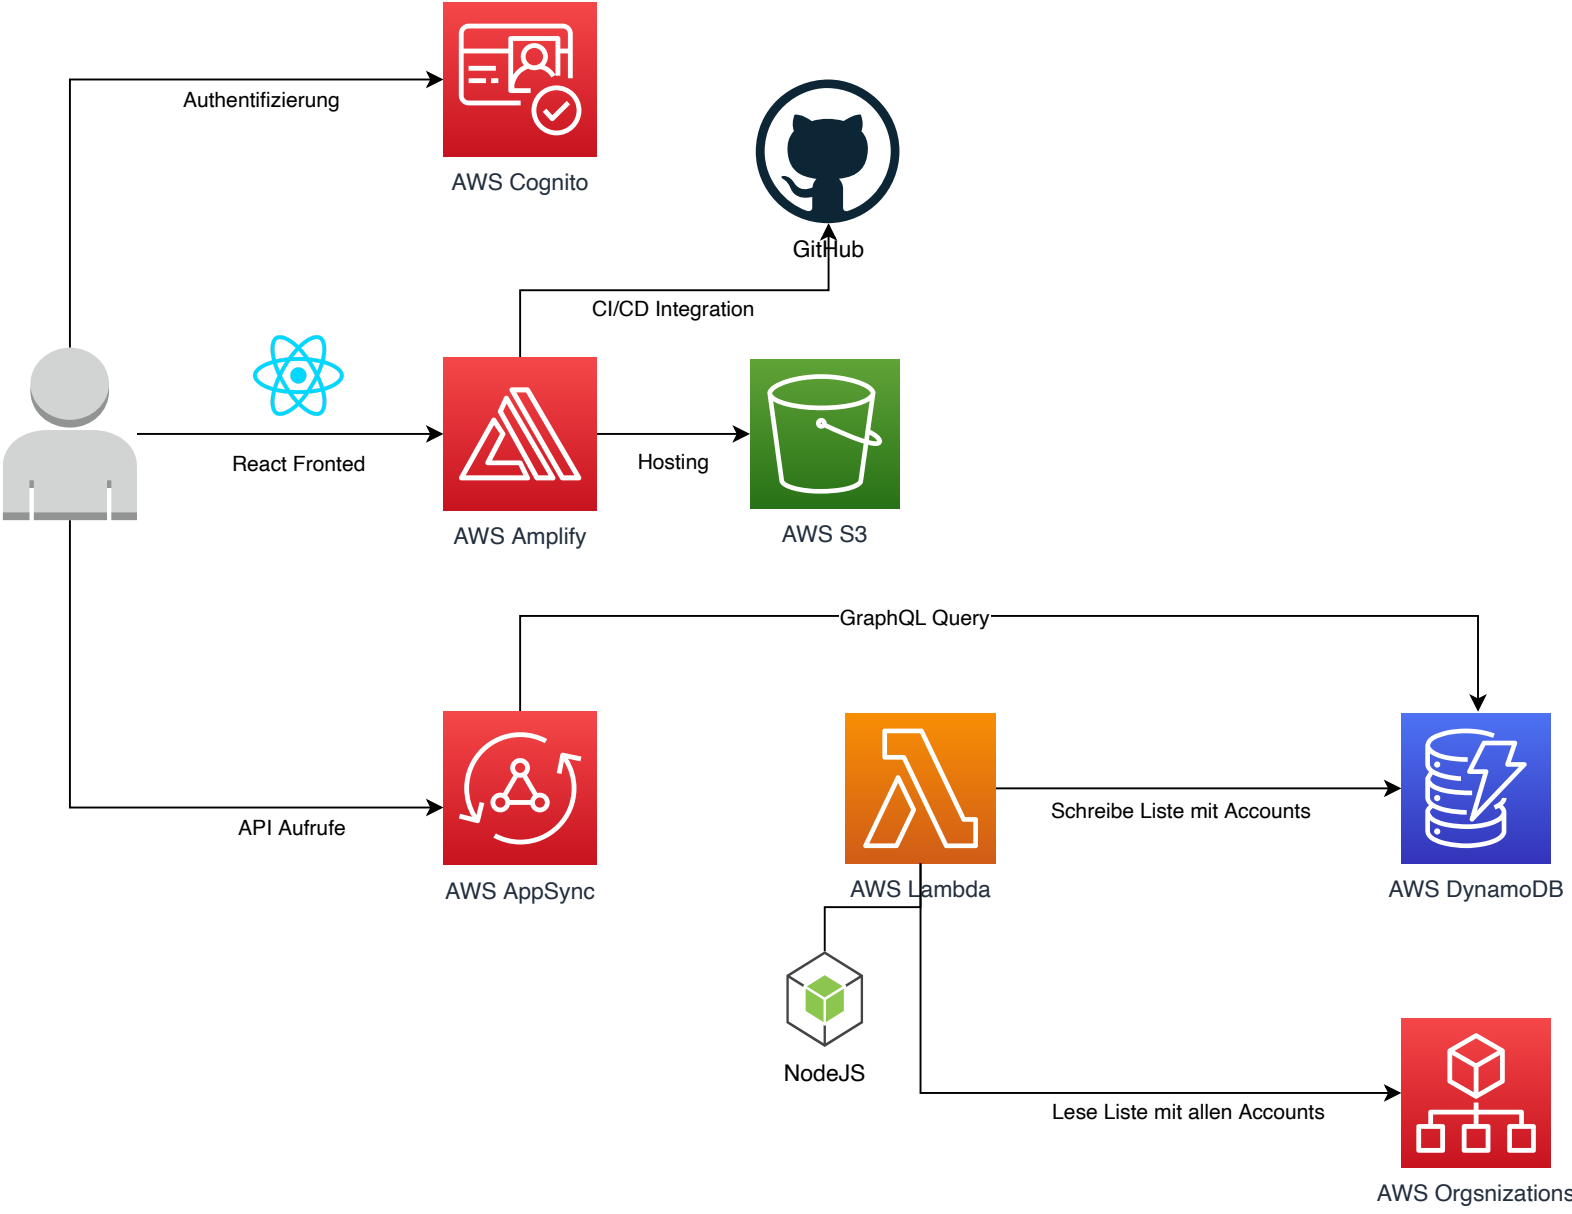 Authentifizierung
AWS Cognito
GitHub
CI/CD Integration
React Fronted
Hosting
AWS Amplify
AWS S3
GraphQL Query
API Aufrufe
Schreibe Liste mit Accounts
AWS AppSync
AWS Lambda
AWS DynamoDB
NodeJS
Lese Liste mit allen Accounts
AWS Orgsnizations